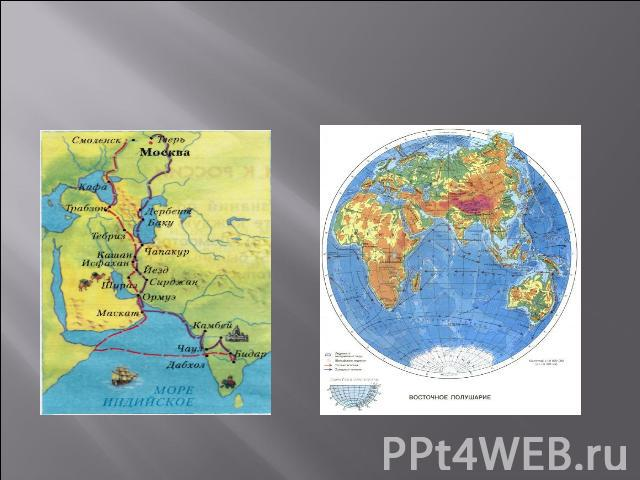 Смоленск
Тверь
Москва
Кафа
Трабзон
Дербент
Баку
Тебриз
Чапакур
Кашан
Исфахан
Йезд
Шираз
Сирджан
Ормуз
Маскат
Камбей
Чаул
Бидар
Дабхол
МОРЕ
ИНДИЙСКОЕ
ВОСТОЧНОЕ ПОЛУШАРИЕ
PPt4WEB.ru